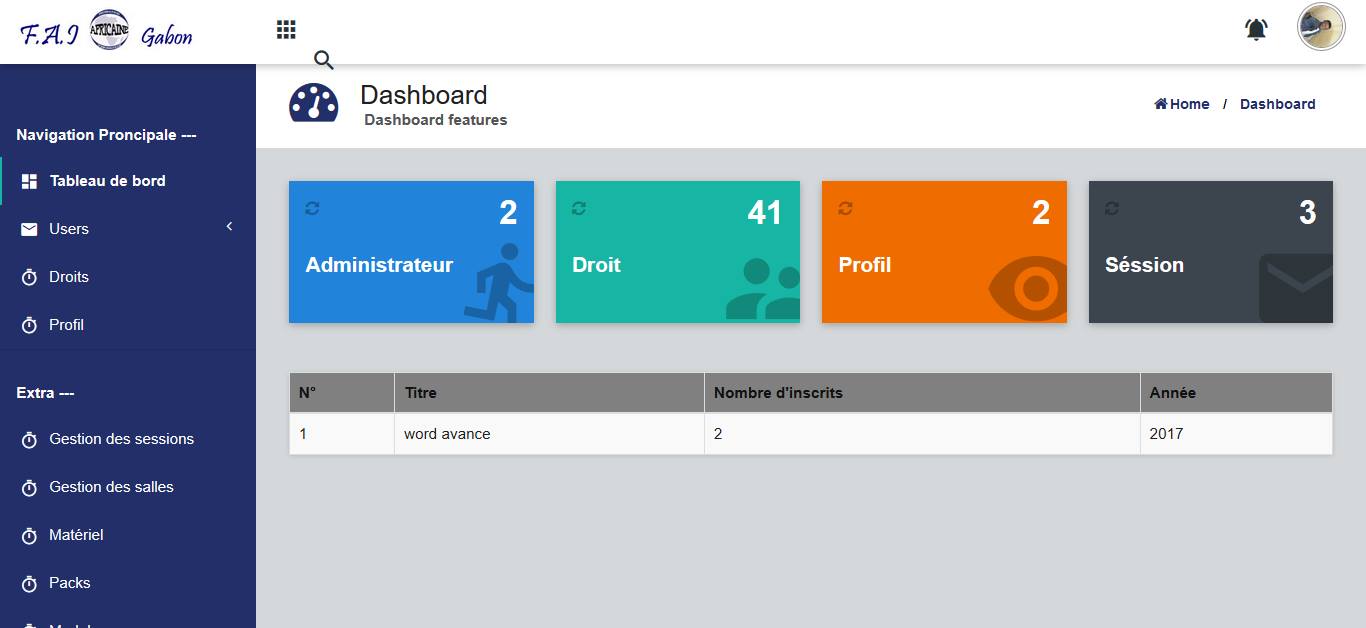 F.A.I AFRICAINE Gabon
Dashboard
Dashboard features
Home / Dashboard
Navigation Proncipale ---
Tableau de bord
Users
Droits
Profil
Extra ---
Gestion des sessions
Gestion des salles
Matériel
Packs
2
Administrateur
41
Droit
2
Profil
3
Séssion
N° Titre Nombre d'inscrits Année
1 word avance 2 2017